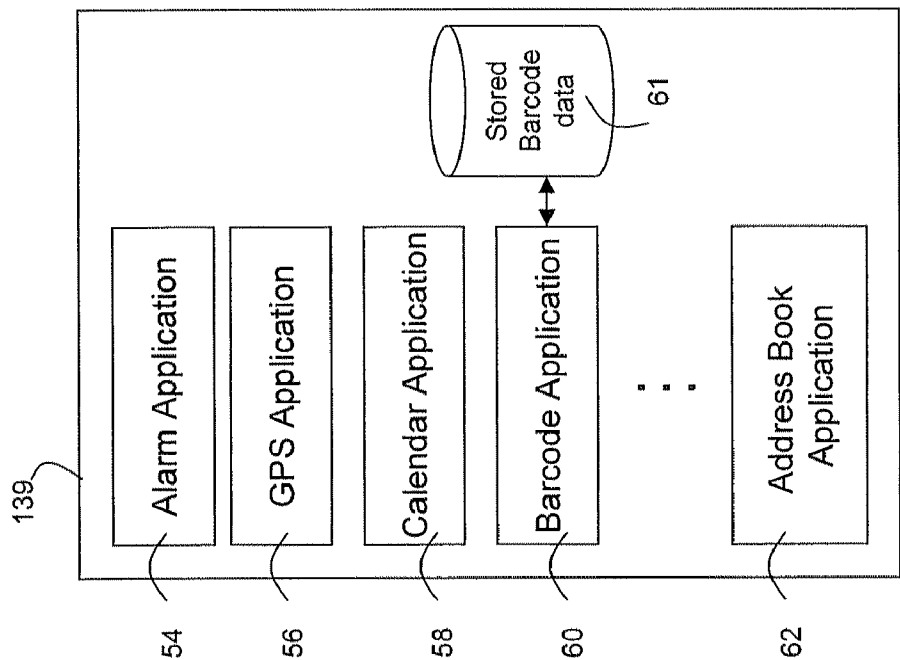 139
54
Alarm Application
56
GPS Application
58
Calendar Application
60
Barcode Application
Stored
Barcode
data
61
. . .
62
Address Book
Application